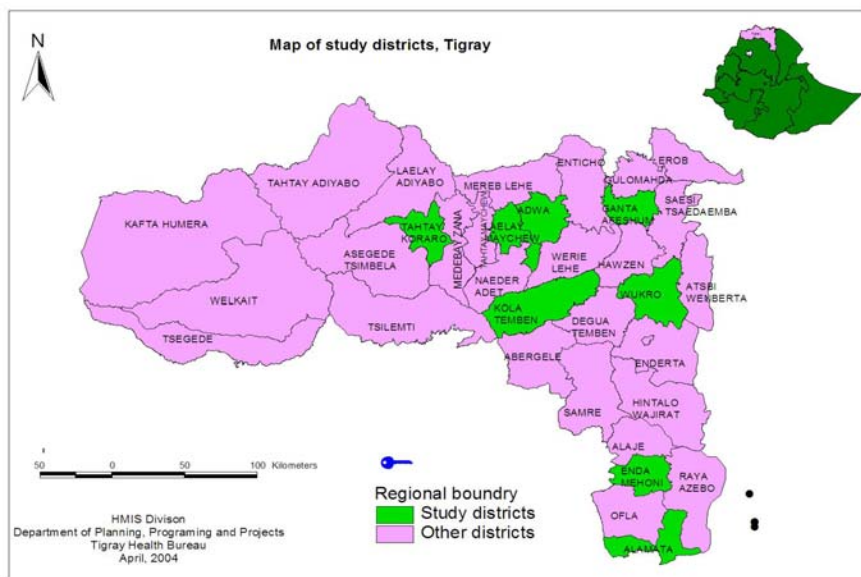 N
Map of study districts, Tigray
EROB
ENTICHO
GULOMAHDA
LAELAY
ADIYABO
MEREB LEHE
TAHTAY ADIYABO
SAESI
TSAEDAEMBA
GANTA
AFESHUM
ADWA
KAFTA HUMERA
TAHTAY
KORARO
MEDEBAY ZANA
TAHTAY MAYCHEW
LAELAY
MAYCHEW
ASEGEDE
TSIMBELA
WERIE
LEHE
HAWZEN
NAEDER
ADET
ATSBI
WENBERTA
WUKRO
WELKAIT
KOLA
TEMBEN
TSILEMTI
DEGUA
TEMBEN
TSEGEDE
ABERGELE
ENDERTA
SAMRE
HINTALO
WAJIRAT
ALAJE
50 0 50 100 Kilometers
ENDA
MEHONI
RAYA
AZEBO
OFLA
ALAMATA
Regional boundry
Study districts
Other districts
HMIS Divison
Department of Planning, Programing and Projects
Tigray Health Bureau
April, 2004